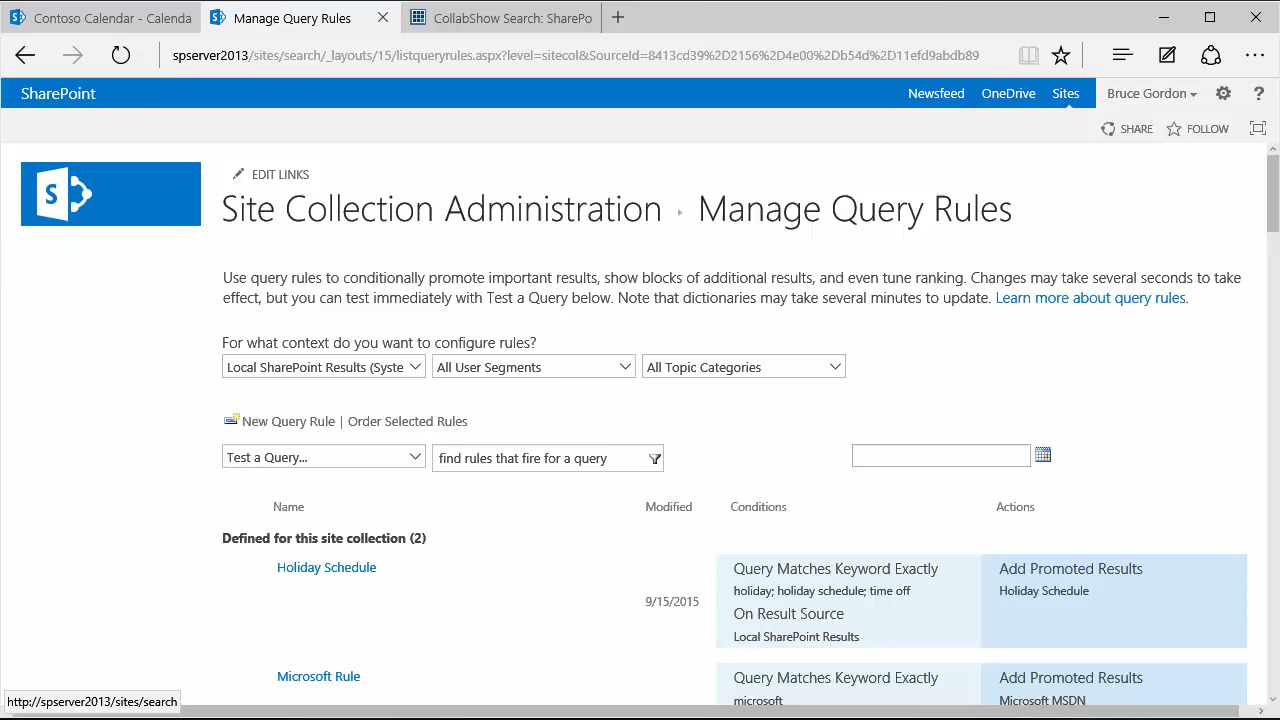 Contoso Calendar - Calenda
Manage Query Rules
CollabShow Search: SharePo
spserver2013/sites/search/_layouts/15/listqueryrules.aspx?level=sitecol&SourceId=8413cd39%2D2156%2D4e00%2Db54d%2D11efd9abdb89
SharePoint
Newsfeed
OneDrive
Sites
Bruce Gordon
?
SHARE
FOLLOW
S
EDIT LINKS
Site Collection Administration ▸ Manage Query Rules
Use query rules to conditionally promote important results, show blocks of additional results, and even tune ranking. Changes may take several seconds to take
effect, but you can test immediately with Test a Query below. Note that dictionaries may take several minutes to update. Learn more about query rules.
For what context do you want to configure rules?
Local SharePoint Results (Syste
All User Segments
All Topic Categories
New Query Rule | Order Selected Rules
Test a Query...
find rules that fire for a query
Name
Modified
Conditions
Actions
Defined for this site collection (2)
Holiday Schedule
9/15/2015
Query Matches Keyword Exactly
holiday; holiday schedule; time off
On Result Source
Local SharePoint Results
Add Promoted Results
Holiday Schedule
Microsoft Rule
Query Matches Keyword Exactly
microsoft
Add Promoted Results
Microsoft MSDN
http://spserver2013/sites/search